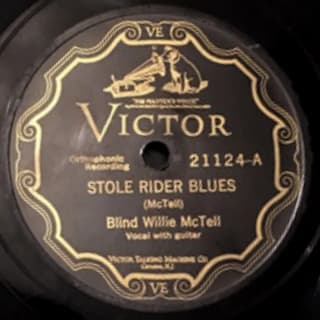 VE
"HIS MASTER'S VOICE"
VICTOR
Orthophonic
Recording
21124-A
STOLE RIDER BLUES
(McTell)
Blind Willie McTell
Vocal with guitar
VICTOR TALKING MACHINE CO.
Camden, N.J.
VE